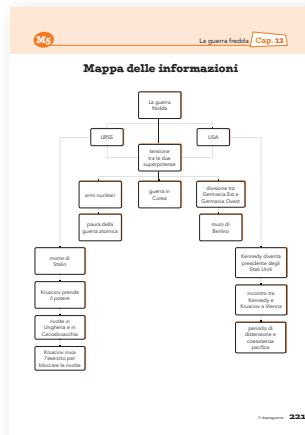 M5
La guerra fredda Cap. 12
Mappa delle informazioni
La guerra
fredda
URSS
USA
tensione
tra le due
superpotenze
armi nucleari
guerra in
Corea
divisione tra
Germania Est e
Germania Ovest
paura della
guerra atomica
muro di
Berlino
morte di
Stalin
Krusciov prende
il potere
rivolte in
Ungheria e in
Cecoslovacchia
Krusciov invia
l'esercito per
bloccare le rivolte
Kennedy diventa
presidente degli
Stati Uniti
incontro tra
Kennedy e
Krusciov a Vienna
periodo di
distensione e
coesistenza
pacifica
Il dopoguerra 221